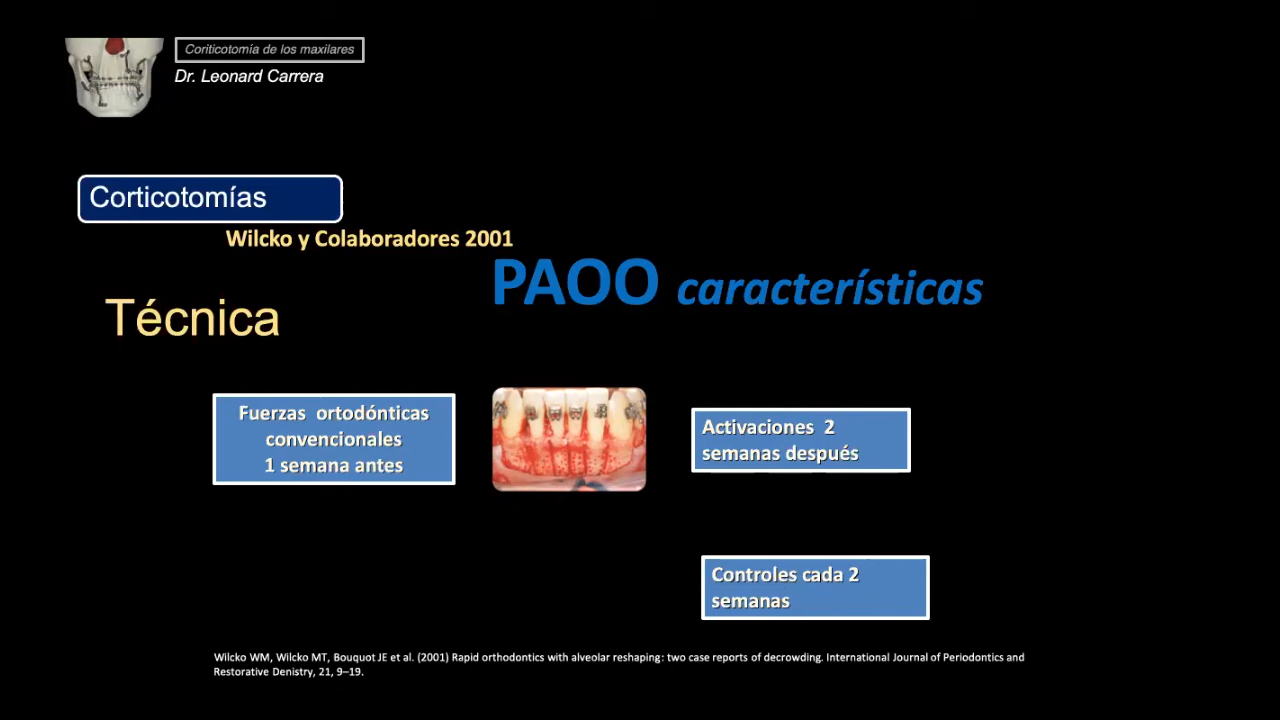 Coriticotomía de los maxilares
Dr. Leonard Carrera
Corticotomías
Wilcko y Colaboradores 2001
PAOO características
Técnica
Fuerzas ortodónticas
convencionales
1 semana antes
Activaciones 2
semanas después
Controles cada 2
semanas
Wilcko WM, Wilcko MT, Bouquot JE et al. (2001) Rapid orthodontics with alveolar reshaping: two case reports of decrowding. International Journal of Periodontics and
Restorative Denistry, 21, 9–19.